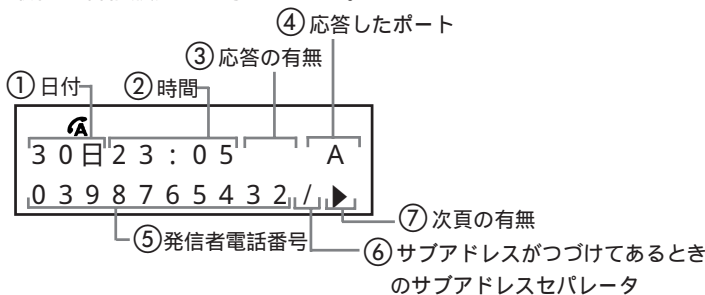 ④応答したポート
③応答の有無
①日付 ②時間
A
30日23:05 A
0398765432/▶
⑦次頁の有無
⑤発信者電話番号
⑥サブアドレスがつづけてあるとき
のサブアドレスセパレータ